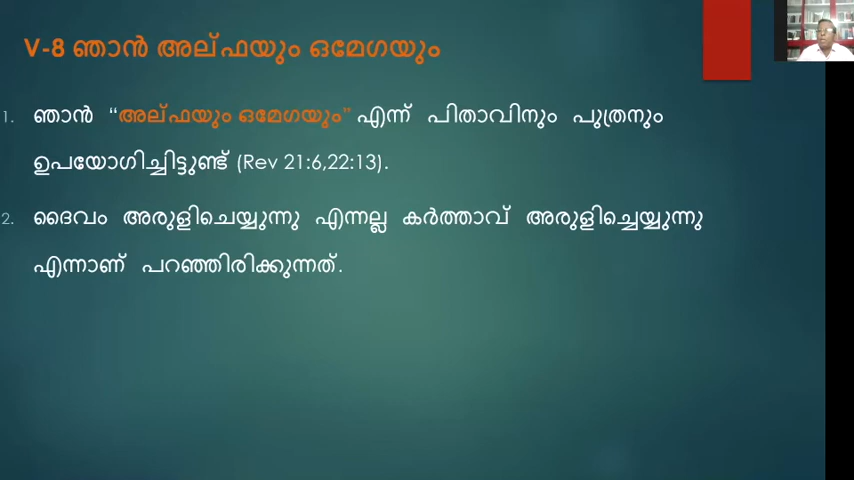 V-8 ഞാൻ അല്ഫയും ഒമേഗയും
1. ഞാൻ “അല്ഫയും ഒമേഗയും” എന്ന് പിതാവിനും പുത്രനും
ഉപയോഗിച്ചിട്ടുണ്ട് (Rev 21:6,22:13).
2. ദൈവം അരുളിചെയ്യുന്നു എന്നല്ല കർത്താവ് അരുളിച്ചെയ്യുന്നു
എന്നാണ് പറഞ്ഞിരിക്കുന്നത്.